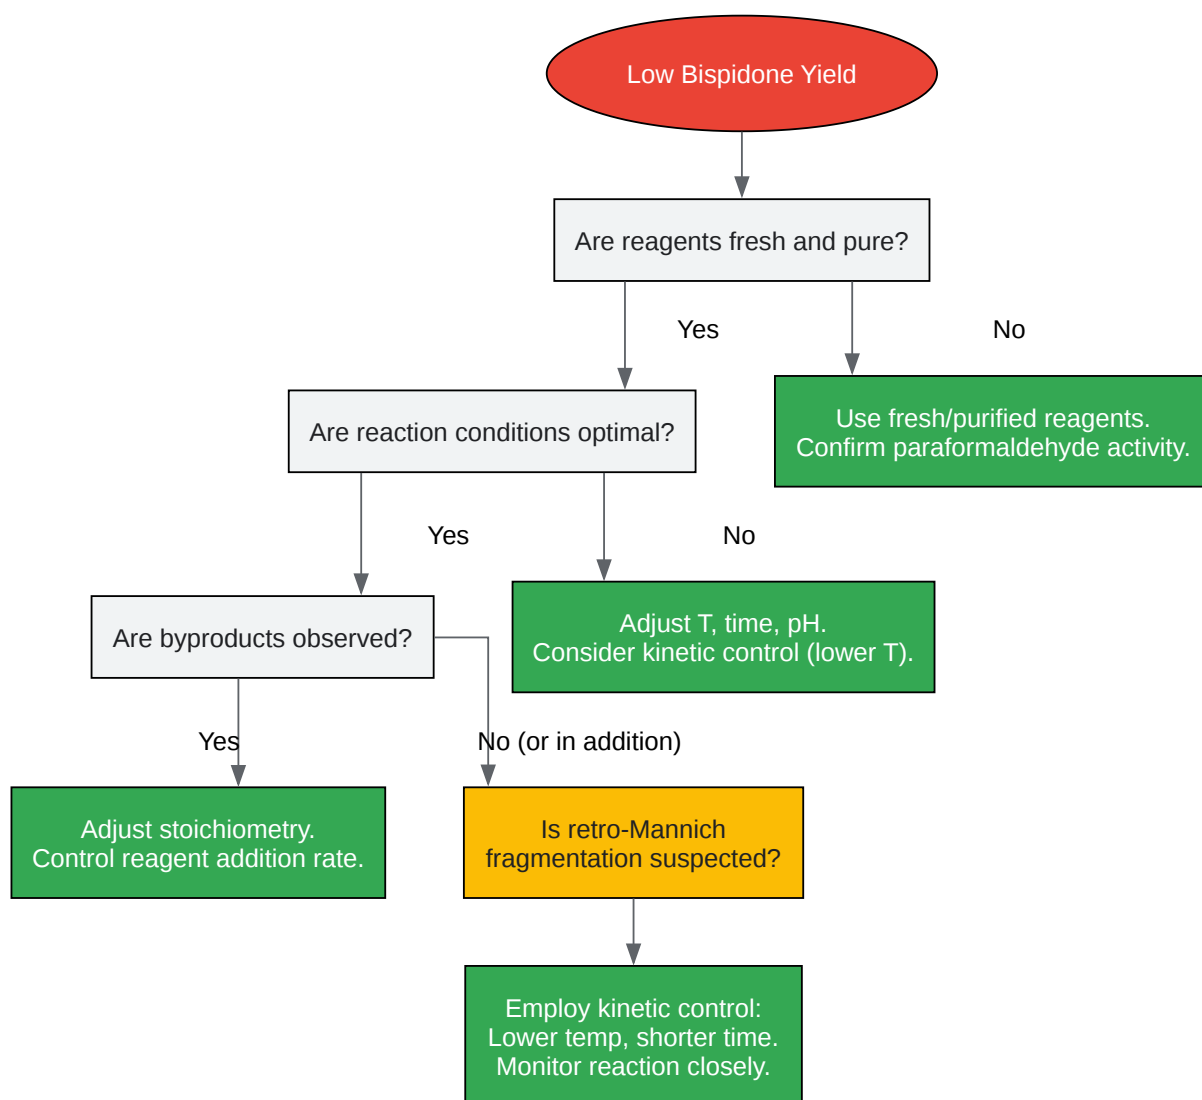 Low Bispidone Yield
Are reagents fresh and pure?
Yes
No
Are reaction conditions optimal?
Use fresh/purified reagents.
Confirm paraformaldehyde activity.
Yes
No
Are byproducts observed?
Adjust T, time, pH.
Consider kinetic control (lower T).
Yes
No (or in addition)
Adjust stoichiometry.
Control reagent addition rate.
Is retro-Mannich
fragmentation suspected?
Employ kinetic control:
Lower temp, shorter time.
Monitor reaction closely.